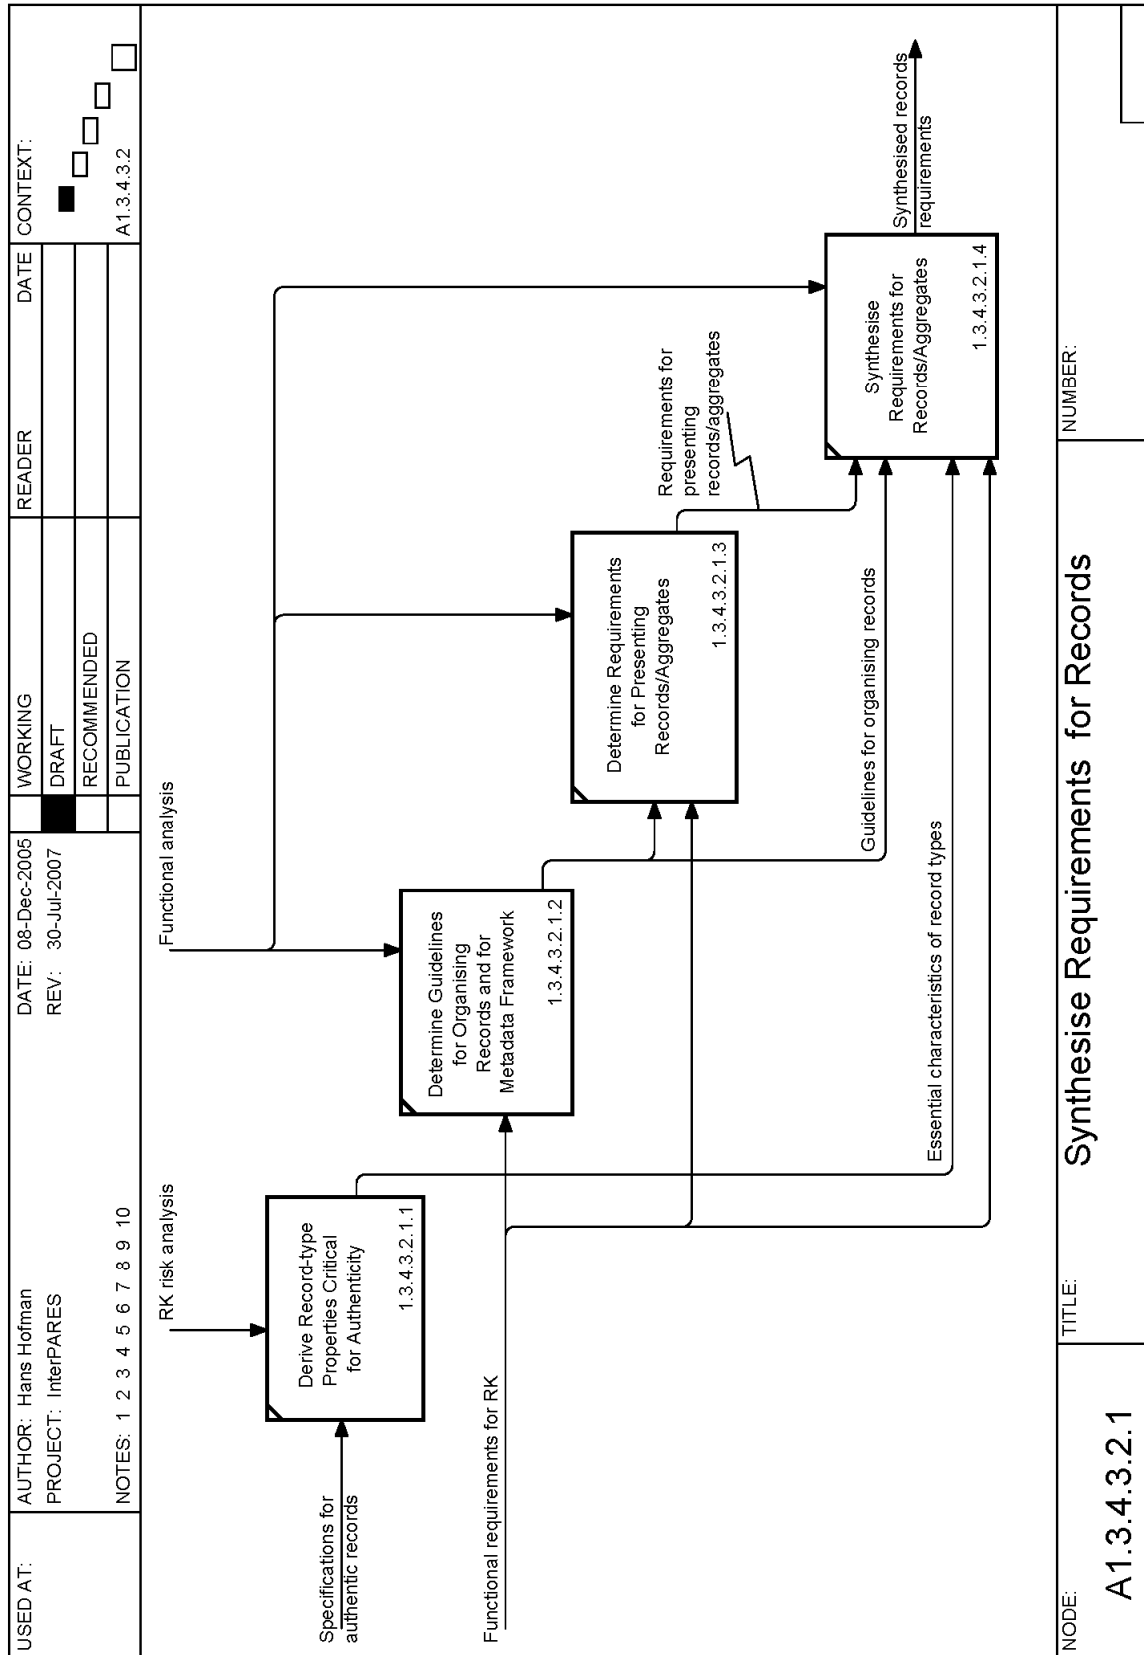 USED AT:
AUTHOR: Hans Hofman
PROJECT: InterPARES
NOTES: 1 2 3 4 5 6 7 8 9 10
DATE: 08-Dec-2005
REV: 30-Jul-2007
WORKING
DRAFT
RECOMMENDED
PUBLICATION
READER
DATE
CONTEXT:
A1.3.4.3.2
RK risk analysis
Functional analysis
Specifications for
authentic records
Derive Record-type
Properties Critical
for Authenticity
1.3.4.3.2.1.1
Functional requirements for RK
Determine Guidelines
for Organising
Records and for
Metadata Framework
1.3.4.3.2.1.2
Determine Requirements
for Presenting
Records/Aggregates
1.3.4.3.2.1.3
Requirements for
presenting
records/aggregates
Synthesise
Requirements for
Records/Aggregates
1.3.4.3.2.1.4
Synthesised records
requirements
Guidelines for organising records
Essential characteristics of record types
NODE:
A1.3.4.3.2.1
TITLE:
Synthesise Requirements for Records
NUMBER: